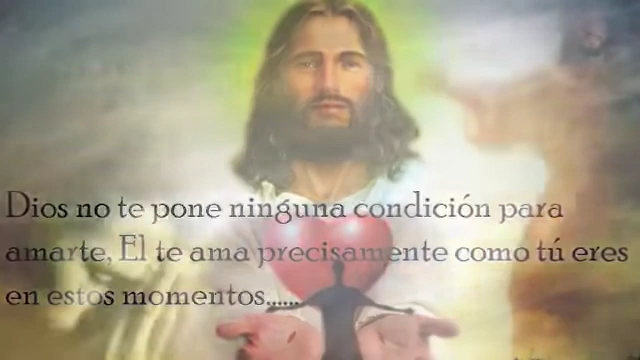 Dios no te pone ninguna condición para
amarte, El te ama precisamente como tú eres
en estos momentos......